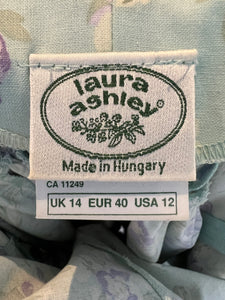 laura
ashley®
Made in Hungary
CA 11249
UK 14 EUR 40 USA 12